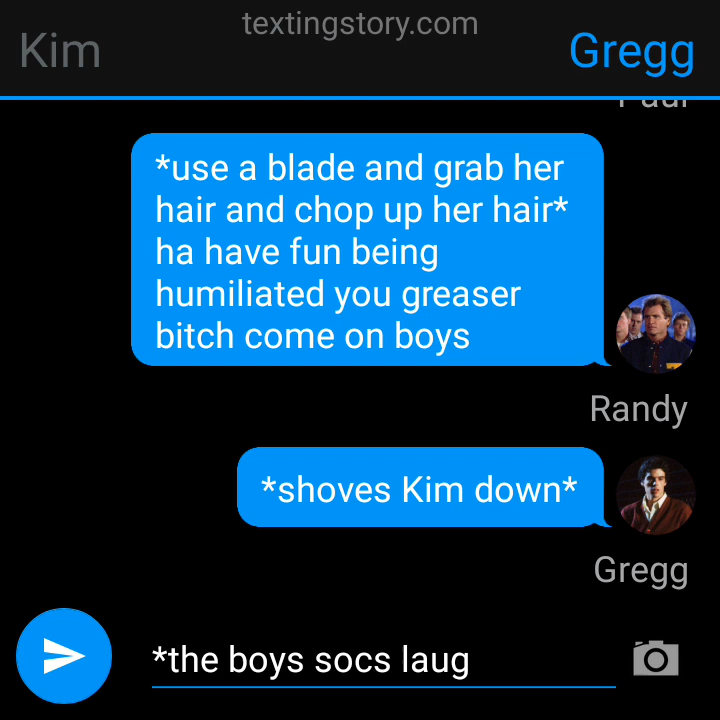 textingstory.com
Kim
Gregg
*use a blade and grab her
hair and chop up her hair*
ha have fun being
humiliated you greaser
bitch come on boys
Randy
*shoves Kim down*
Gregg
*the boys socs laug